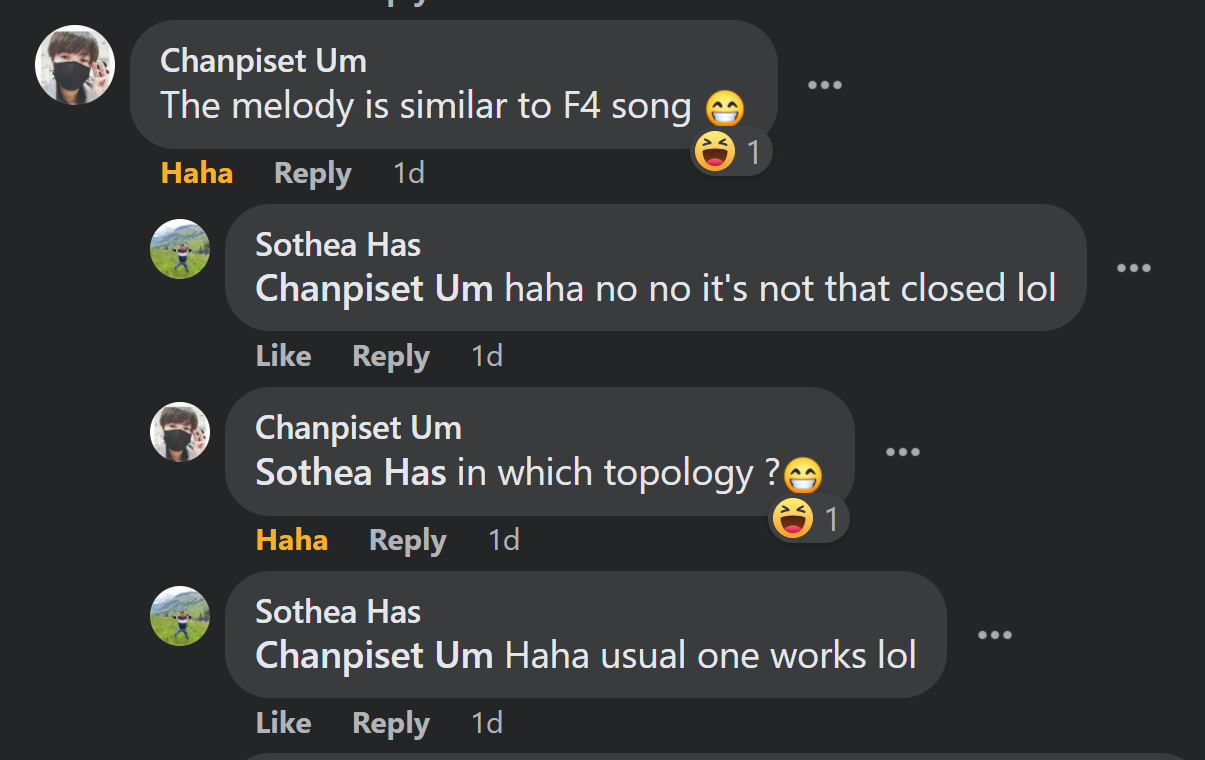 Chanpiset Um
The melody is similar to F4 song 😁
1
Haha Reply 1d
Sothea Has
Chanpiset Um haha no no it's not that closed lol
Like Reply 1d
Chanpiset Um
Sothea Has in which topology ?😁
1
Haha Reply 1d
Sothea Has
Chanpiset Um Haha usual one works lol
Like Reply 1d